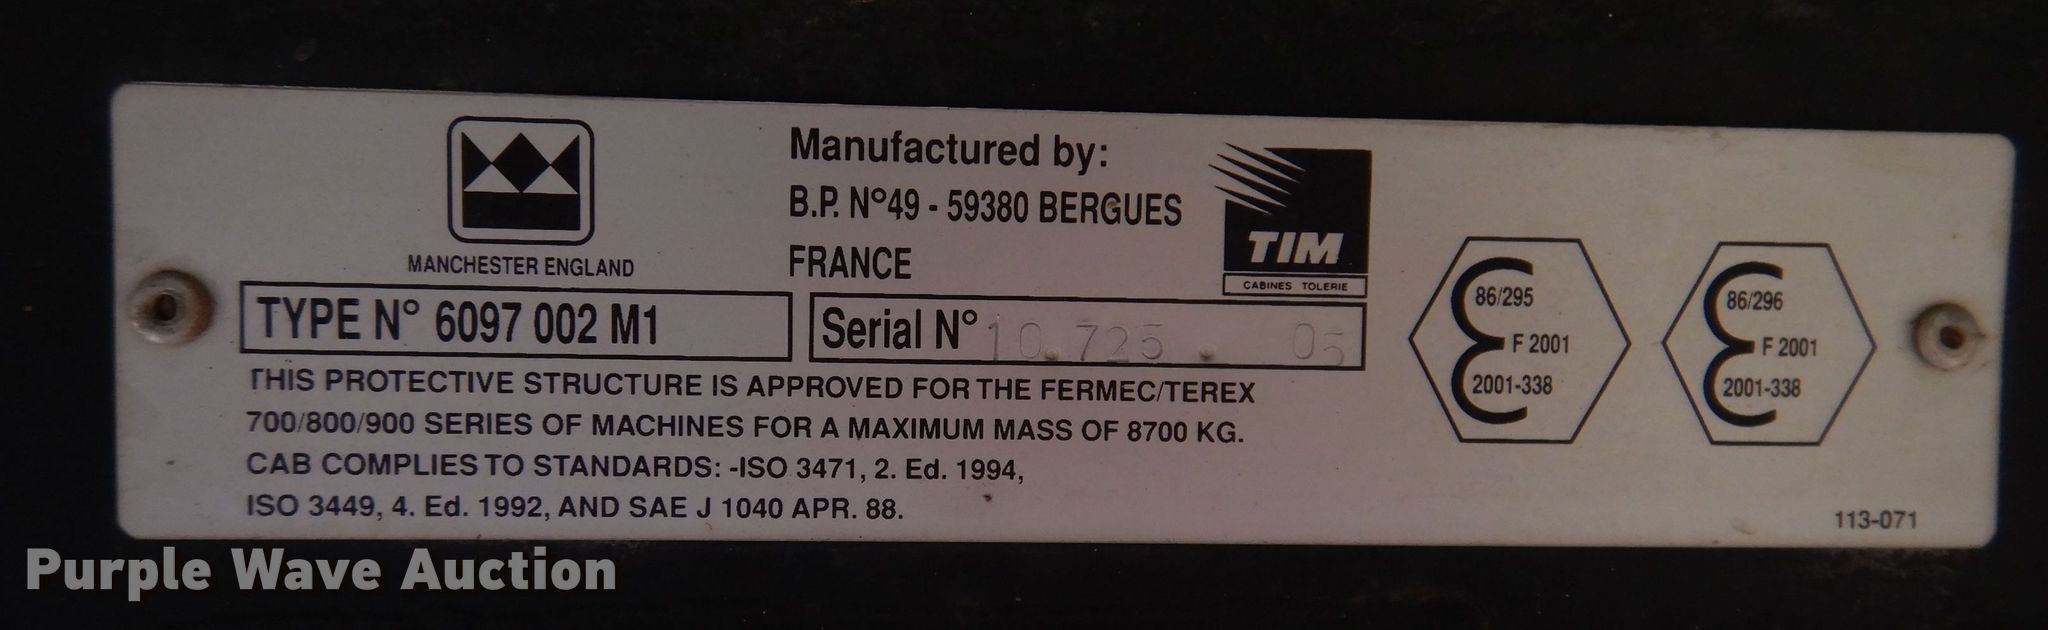 MANCHESTER ENGLAND
Manufactured by:
B.P. N°49 - 59380 BERGUES
FRANCE
TIM
CABINES TOLERIE
TYPE N° 6097 002 M1
Serial N° 10.725 . 05
THIS PROTECTIVE STRUCTURE IS APPROVED FOR THE FERMEC/TEREX
700/800/900 SERIES OF MACHINES FOR A MAXIMUM MASS OF 8700 KG.
CAB COMPLIES TO STANDARDS: -ISO 3471, 2. Ed. 1994,
ISO 3449, 4. Ed. 1992, AND SAE J 1040 APR. 88.
86/295
F 2001
2001-338
86/296
F 2001
2001-338
113-071
Purple Wave Auction